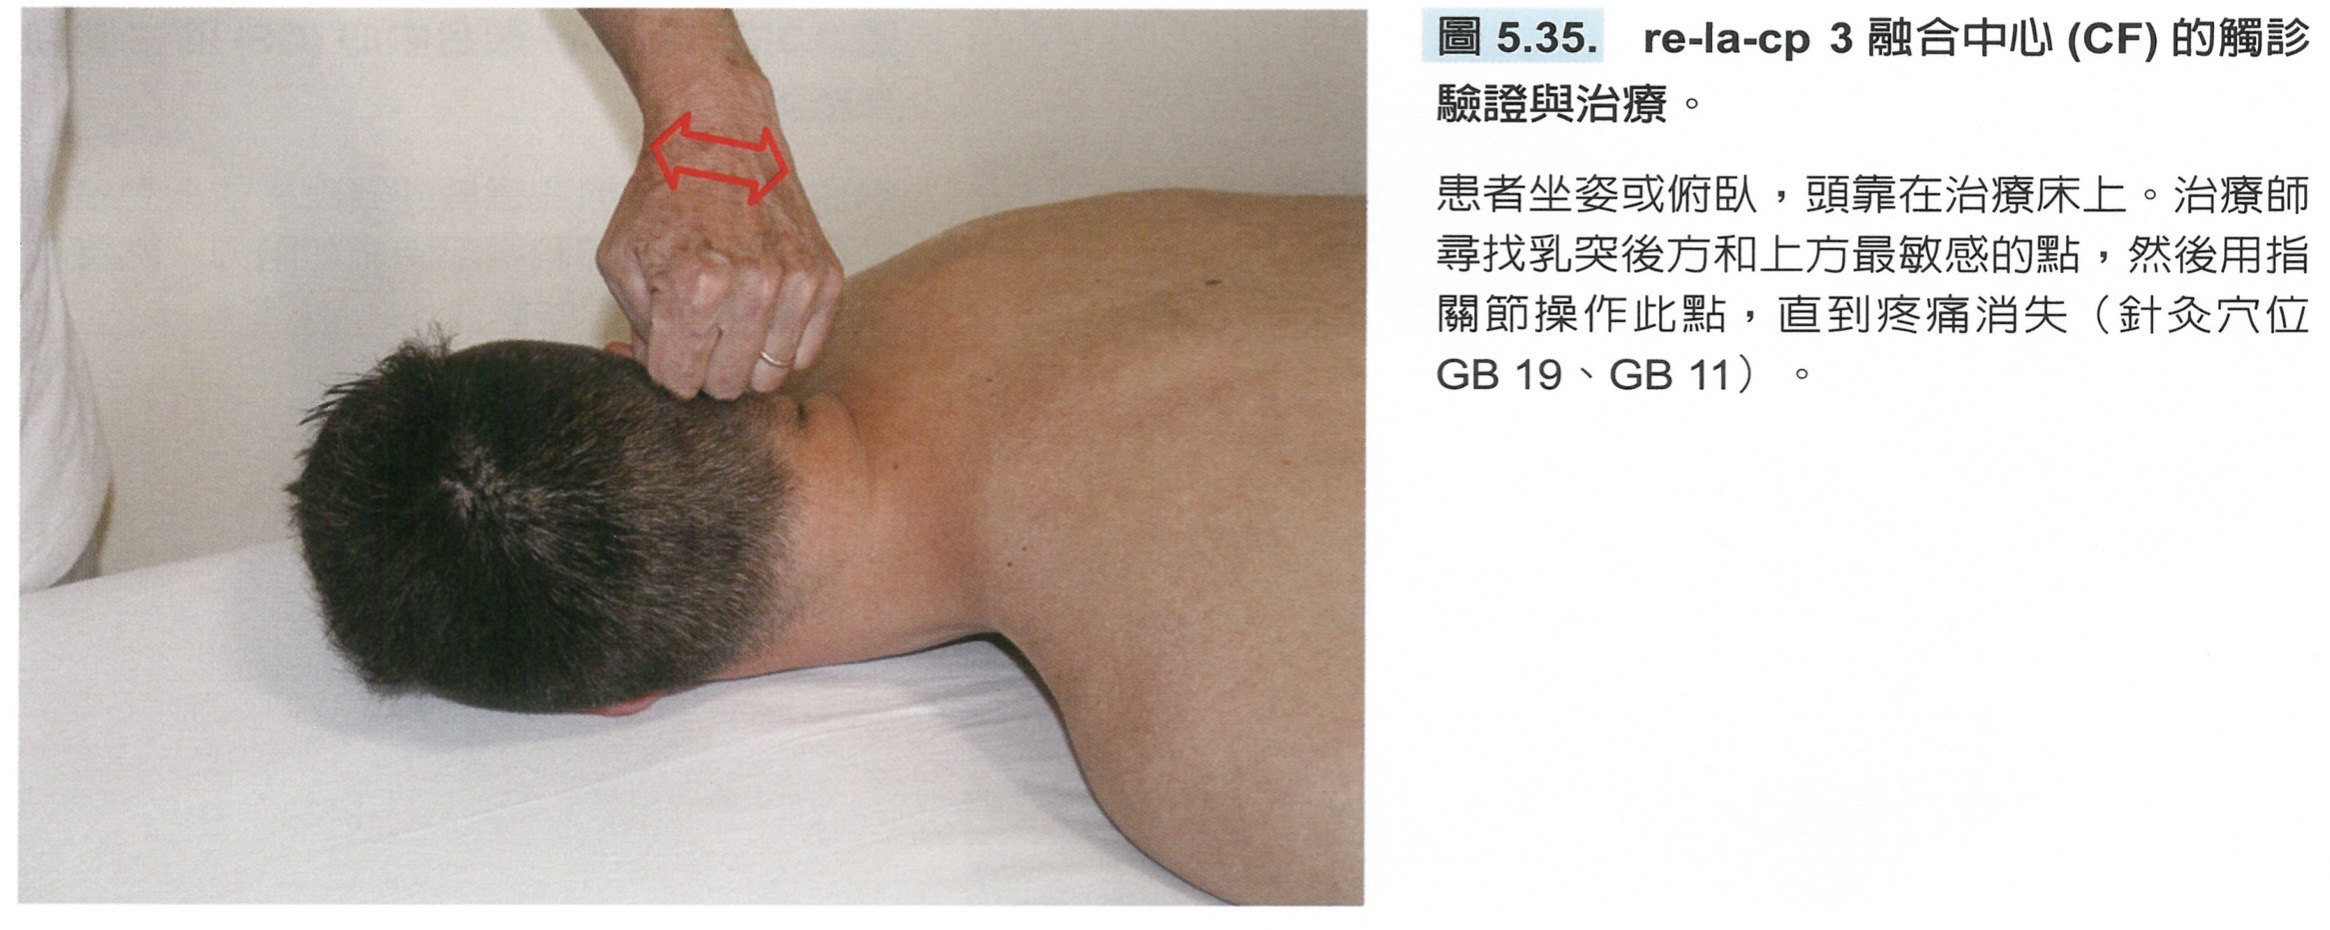 圖 5.35. re-la-cp 3 融合中心 (CF) 的觸診
驗證與治療。
患者坐姿或俯臥，頭靠在治療床上。治療師
尋找乳突後方和上方最敏感的點，然後用指
關節操作此點，直到疼痛消失（針灸穴位
GB 19、GB 11）。